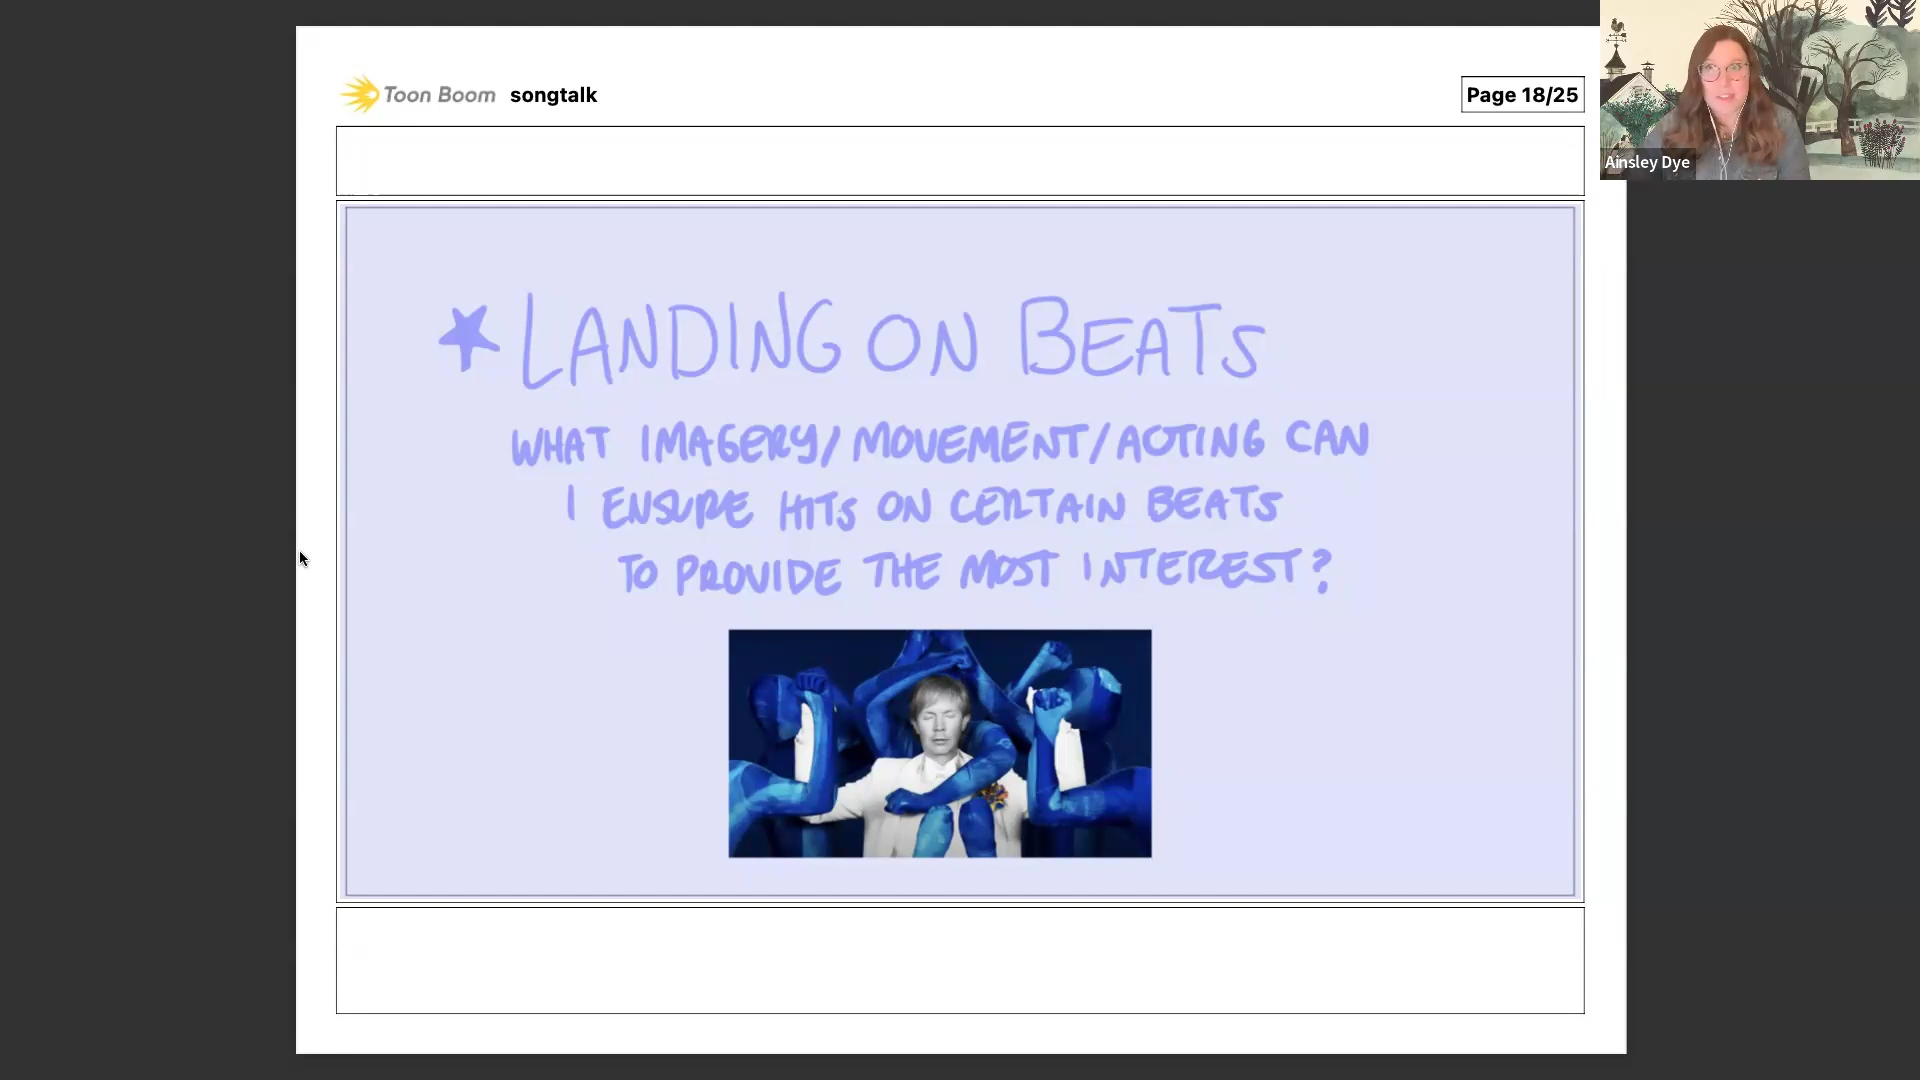 Toon Boom songtalk
Page 18/25
Ainsley Dye
LANDING ON BEATS
WHAT IMAGERY/MOVEMENT/ACTING CAN
I ENSURE HITS ON CERTAIN BEATS
TO PROVIDE THE MOST INTEREST?